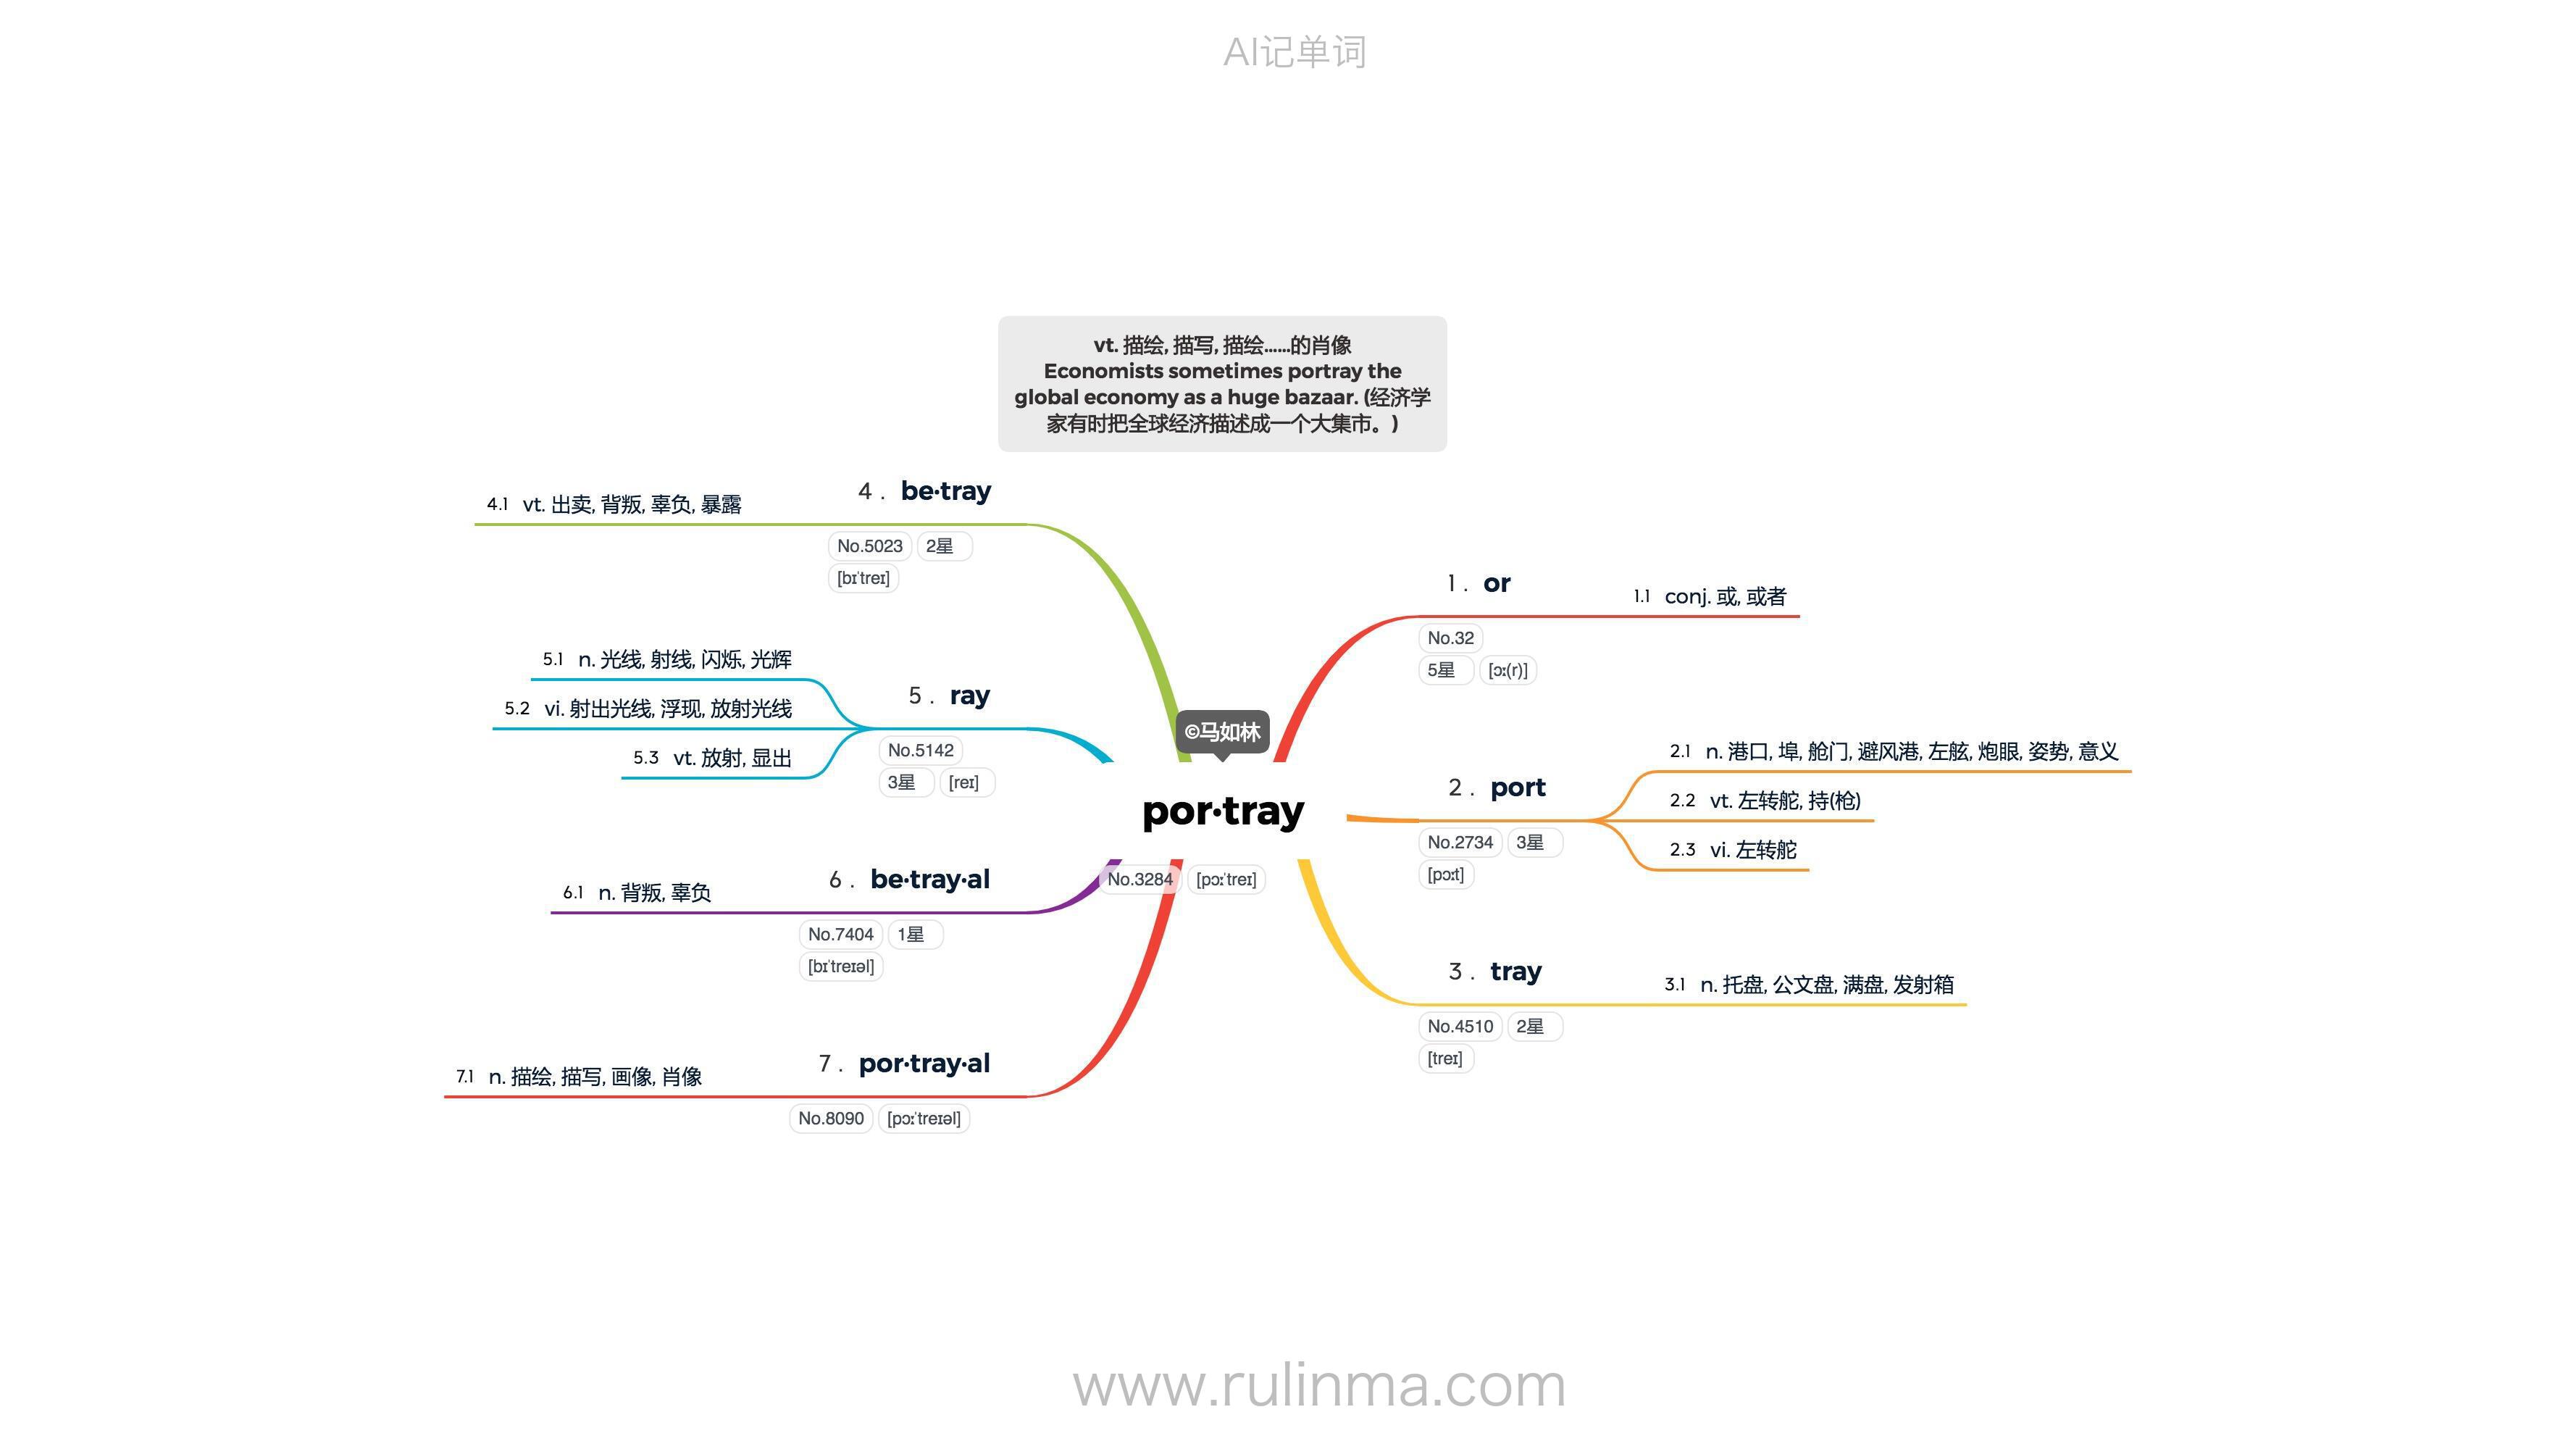 AI记单词
vt. 描绘, 描写, 描绘......的肖像
Economists sometimes portray the
global economy as a huge bazaar. (经济学
家有时把全球经济描述成一个大集市。)
©马如林
por·tray
No.3284 [pɔːˈtreɪ]
1 . or
No.32
5星 [ɔː(r)]
1.1 conj. 或, 或者
2 . port
No.2734 3星
[pɔːt]
2.1 n. 港口, 埠, 舱门, 避风港, 左舷, 炮眼, 姿势, 意义
2.2 vt. 左转舵, 持(枪)
2.3 vi. 左转舵
3 . tray
No.4510 2星
[treɪ]
3.1 n. 托盘, 公文盘, 满盘, 发射箱
4 . be·tray
No.5023 2星
[bɪˈtreɪ]
4.1 vt. 出卖, 背叛, 辜负, 暴露
5 . ray
No.5142
3星 [reɪ]
5.1 n. 光线, 射线, 闪烁, 光辉
5.2 vi. 射出光线, 浮现, 放射光线
5.3 vt. 放射, 显出
6 . be·tray·al
No.7404 1星
[bɪˈtreɪəl]
6.1 n. 背叛, 辜负
7 . por·tray·al
No.8090 [pɔːˈtreɪəl]
7.1 n. 描绘, 描写, 画像, 肖像
www.rulinma.com